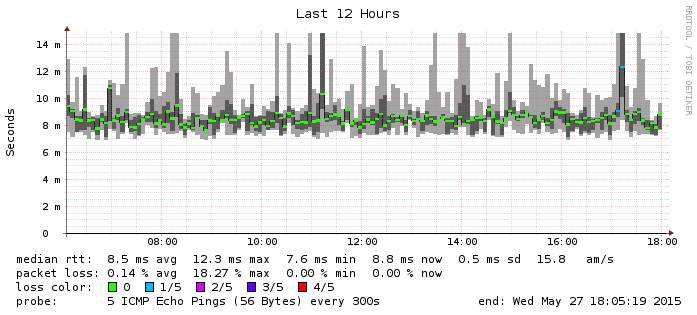 Last 12 Hours
RRDTOOL / TOBI OETIKER
Seconds
14 m
12 m
10 m
8 m
6 m
4 m
2 m
0
08:00 10:00 12:00 14:00 16:00 18:00
median rtt: 8.5 ms avg 12.3 ms max 7.6 ms min 8.8 ms now 0.5 ms sd 15.8 am/s
packet loss: 0.14 % avg 18.27 % max 0.00 % min 0.00 % now
loss color: 0 1/5 2/5 3/5 4/5
probe: 5 ICMP Echo Pings (56 Bytes) every 300s end: Wed May 27 18:05:19 2015